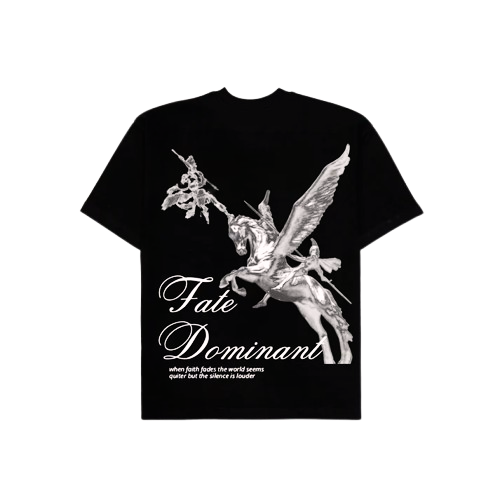 Fate
Dominant
when faith fades the world seems
quiter but the silence is louder